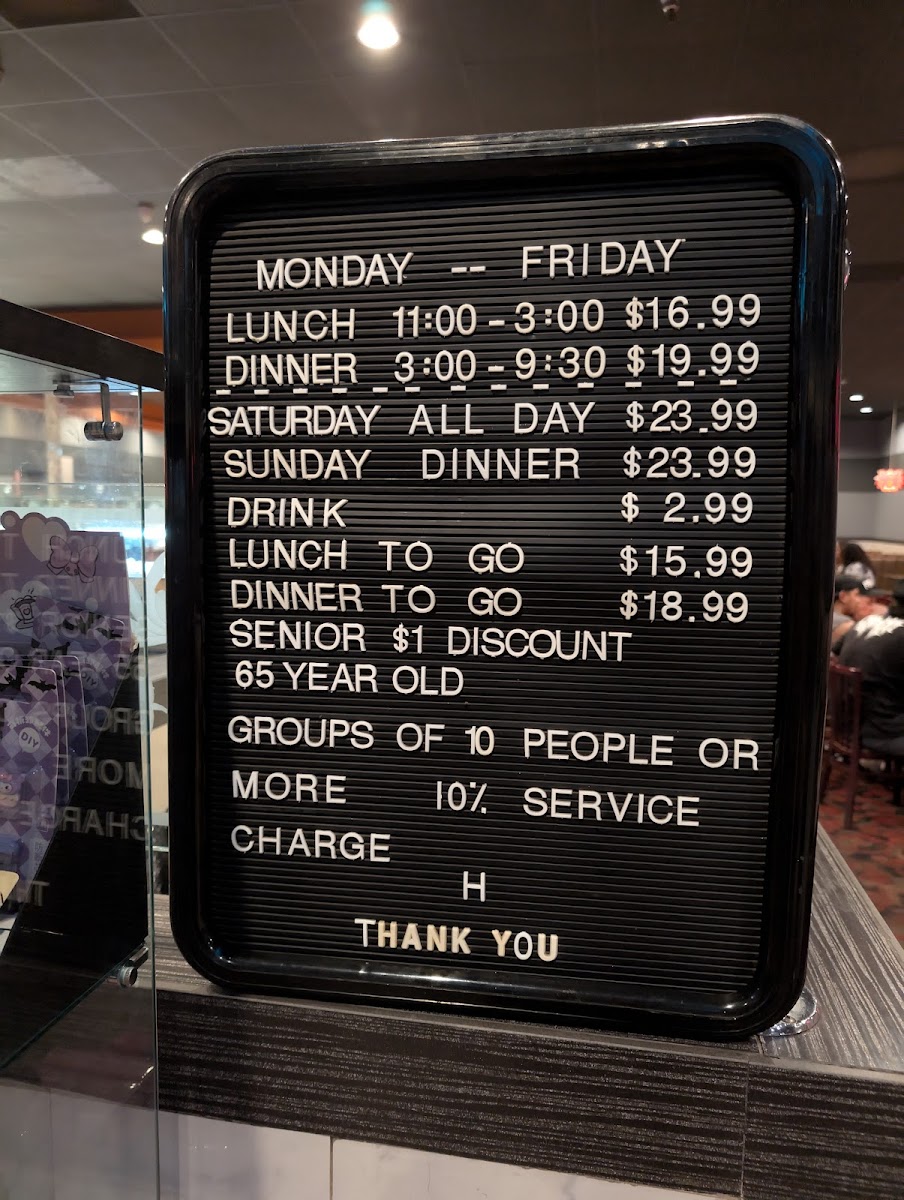 MONDAY -- FRIDAY
LUNCH 11:00 - 3:00 $16.99
DINNER 3:00 - 9:30 $19.99
SATURDAY ALL DAY $23.99
SUNDAY DINNER $23.99
DRINK $ 2.99
LUNCH TO GO $15.99
DINNER TO GO $18.99
SENIOR $1 DISCOUNT
65 YEAR OLD
GROUPS OF 10 PEOPLE OR
MORE 10% SERVICE
CHARGE
H
THANK YOU
DIY